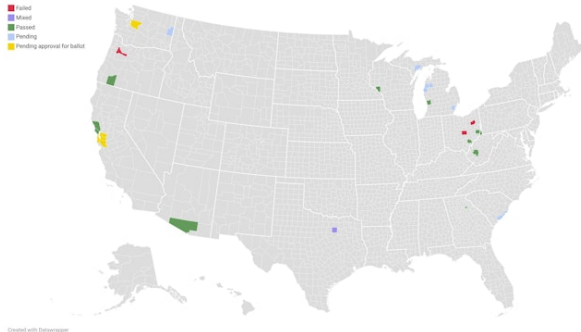 Failed
Mixed
Passed
Pending
Pending approval for ballot
Created with Datawrapper